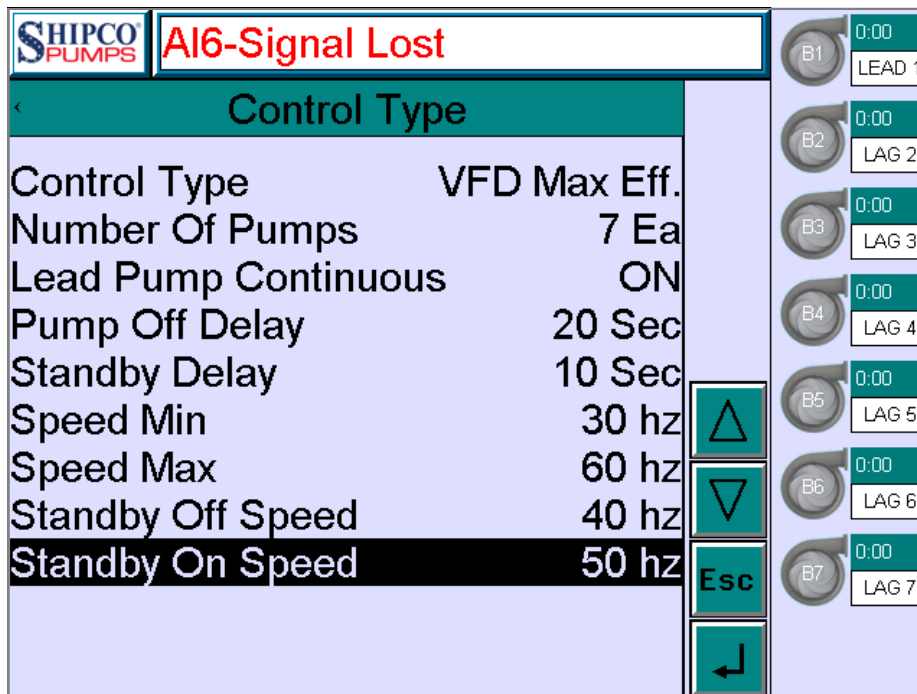 SHIPCO®
PUMPS
AI6-Signal Lost
Control Type
Control Type VFD Max Eff.
Number Of Pumps 7 Ea
Lead Pump Continuous ON
Pump Off Delay 20 Sec
Standby Delay 10 Sec
Speed Min 30 hz
Speed Max 60 hz
Standby Off Speed 40 hz
Standby On Speed 50 hz
Esc
B1 0:00
LEAD 1
B2 0:00
LAG 2
B3 0:00
LAG 3
B4 0:00
LAG 4
B5 0:00
LAG 5
B6 0:00
LAG 6
B7 0:00
LAG 7